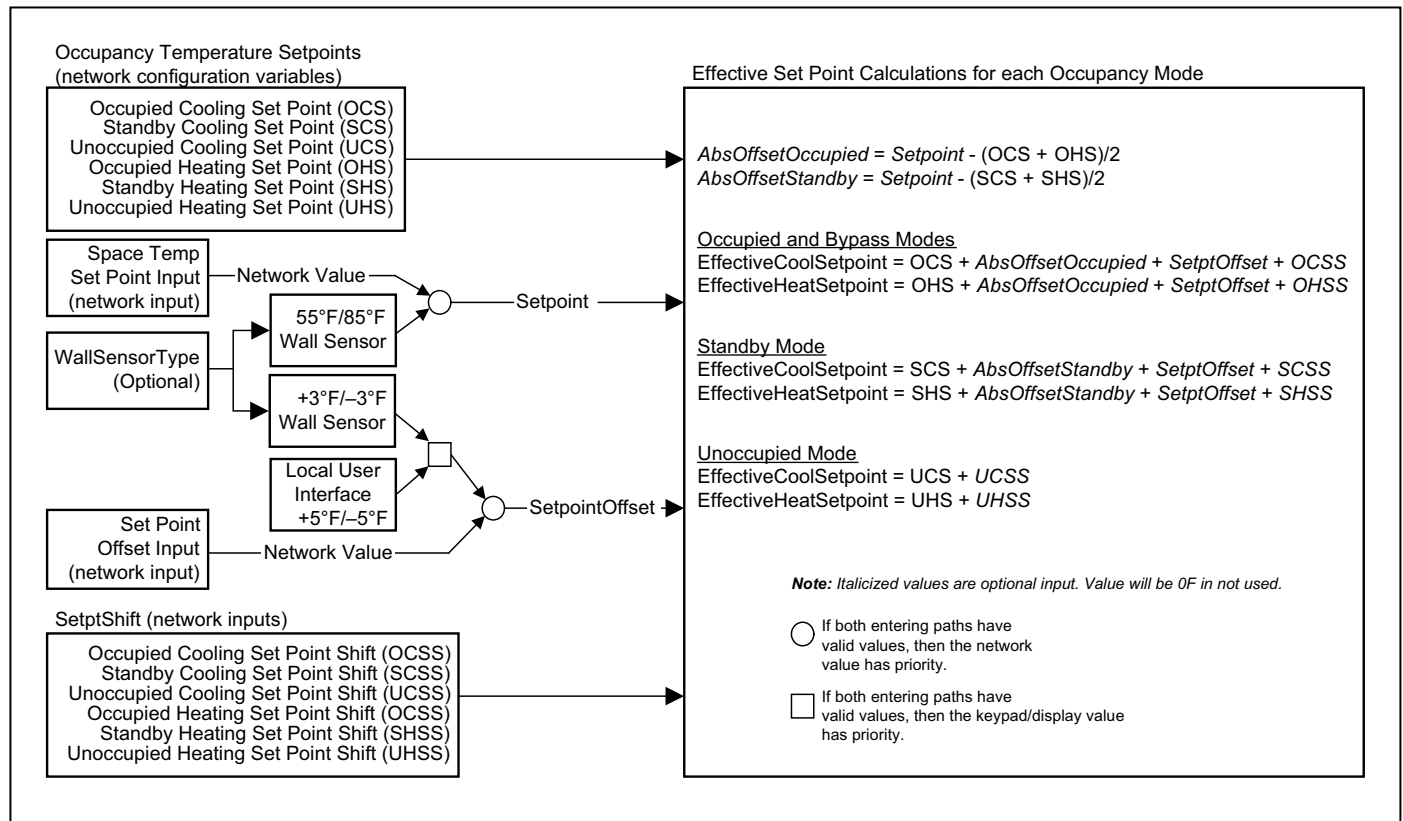 Occupancy Temperature Setpoints
(network configuration variables)
Occupied Cooling Set Point (OCS)
Standby Cooling Set Point (SCS)
Unoccupied Cooling Set Point (UCS)
Occupied Heating Set Point (OHS)
Standby Heating Set Point (SHS)
Unoccupied Heating Set Point (UHS)
Space Temp
Set Point Input
(network input)
Network Value
WallSensorType
(Optional)
55°F/85°F
Wall Sensor
Setpoint
+3°F/–3°F
Wall Sensor
Local User
Interface
+5°F/–5°F
SetpointOffset
Set Point
Offset Input
(network input)
Network Value
SetptShift (network inputs)
Occupied Cooling Set Point Shift (OCSS)
Standby Cooling Set Point Shift (SCSS)
Unoccupied Cooling Set Point Shift (UCSS)
Occupied Heating Set Point Shift (OCSS)
Standby Heating Set Point Shift (SHSS)
Unoccupied Heating Set Point Shift (UHSS)
Effective Set Point Calculations for each Occupancy Mode
AbsOffsetOccupied = Setpoint - (OCS + OHS)/2
AbsOffsetStandby = Setpoint - (SCS + SHS)/2
Occupied and Bypass Modes
EffectiveCoolSetpoint = OCS + AbsOffsetOccupied + SetptOffset + OCSS
EffectiveHeatSetpoint = OHS + AbsOffsetOccupied + SetptOffset + OHSS
Standby Mode
EffectiveCoolSetpoint = SCS + AbsOffsetStandby + SetptOffset + SCSS
EffectiveHeatSetpoint = SHS + AbsOffsetStandby + SetptOffset + SHSS
Unoccupied Mode
EffectiveCoolSetpoint = UCS + UCSS
EffectiveHeatSetpoint = UHS + UHSS
Note: Italicized values are optional input. Value will be 0F in not used.
If both entering paths have
valid values, then the network
value has priority.
If both entering paths have
valid values, then the keypad/display value
has priority.